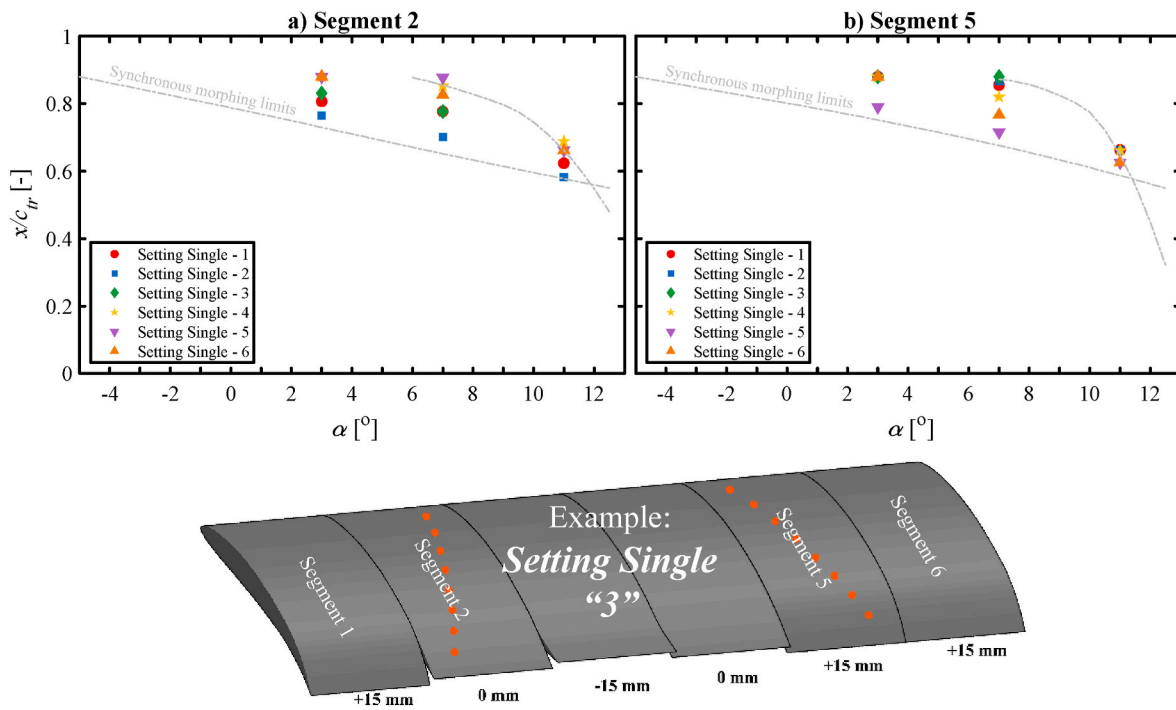 a) Segment 2
1
0.8
0.6
0.4
0.2
0
x/c_tr [-]
Synchronous morphing limits
Setting Single - 1
Setting Single - 2
Setting Single - 3
Setting Single - 4
Setting Single - 5
Setting Single - 6
-4 -2 0 2 4 6 8 10 12
α [°]
b) Segment 5
Synchronous morphing limits
Setting Single - 1
Setting Single - 2
Setting Single - 3
Setting Single - 4
Setting Single - 5
Setting Single - 6
-4 -2 0 2 4 6 8 10 12
α [°]
Example:
Setting Single
“3”
Segment 1
Segment 2
Segment 5
Segment 6
+15 mm
0 mm
-15 mm
0 mm
+15 mm
+15 mm